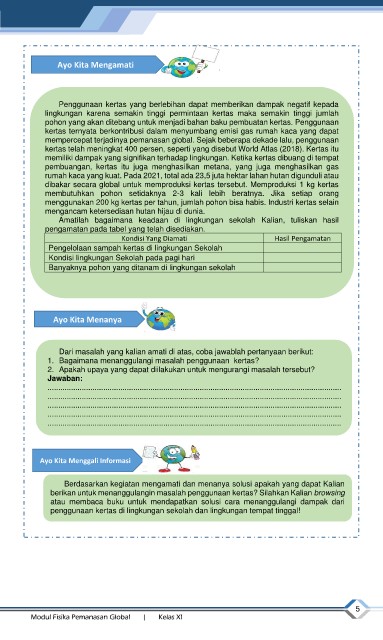 Ayo Kita Mengamati
Penggunaan kertas yang berlebihan dapat memberikan dampak negatif kepada
lingkungan karena semakin tinggi permintaan kertas maka semakin tinggi jumlah
pohon yang akan ditebang untuk menjadi bahan baku pembuatan kertas. Penggunaan
kertas ternyata berkontribusi dalam menyumbang emisi gas rumah kaca yang dapat
mempercepat terjadinya pemanasan global. Sejak beberapa dekade lalu, penggunaan
kertas telah meningkat 400 persen, seperti yang disebut World Atlas (2018). Kertas itu
memiliki dampak yang signifikan terhadap lingkungan. Ketika kertas dibuang di tempat
pembuangan, kertas itu juga menghasilkan metana, yang juga menghasilkan gas
rumah kaca yang kuat. Pada 2021, total ada 23,5 juta hektar lahan hutan digunduli atau
dibakar secara global untuk mempreduksi kertas tersebut. Memproduksi 1 kg kertas
membutuhkan pohon setidaknya 2-3 kali lebih beratnya. Jika setiap orang
menggunakan 200 kg kertas per tahun, jumlah pohon bisa habis. Industri kertas selain
mengancam ketersediaan hutan hijau di dunia.
Amatilah bagaimana keadaan di lingkungan sekolah Kalian, tuliskan hasil
pengamatan pada tabel yang telah disediakan.
Kondisi Yang Diamati Hasil Pengamatan
Pengelolaan sampah kertas di lingkungan Sekolah
Kondisi lingkungan Sekolah pada pagi hari
Banyaknya pohon yang ditanam di lingkungan sekolah
Ayo Kita Menanya
Dari masalah yang kalian amati di atas, coba jawablah pertanyaan berikut:
1. Bagaimana menanggulangi masalah penggunaan kertas?
2. Apakah upaya yang dapat dilakukan untuk mengurangi masalah tersebut?
Jawaban:
Ayo Kita Menggali Informasi
Berdasarkan kegiatan mengamati dan menanya solusi apakah yang dapat Kalian
berikan untuk menanggulangin masalah penggunaan kertas? Silahkan Kalian browsing
atau membaca buku untuk mendapatkan solusi cara menanggulangi dampak dari
penggunaan kertas di lingkungan sekolah dan lingkungan tempat tinggal!
5
Modul Fisika Pemanasan Global | Kelas XI